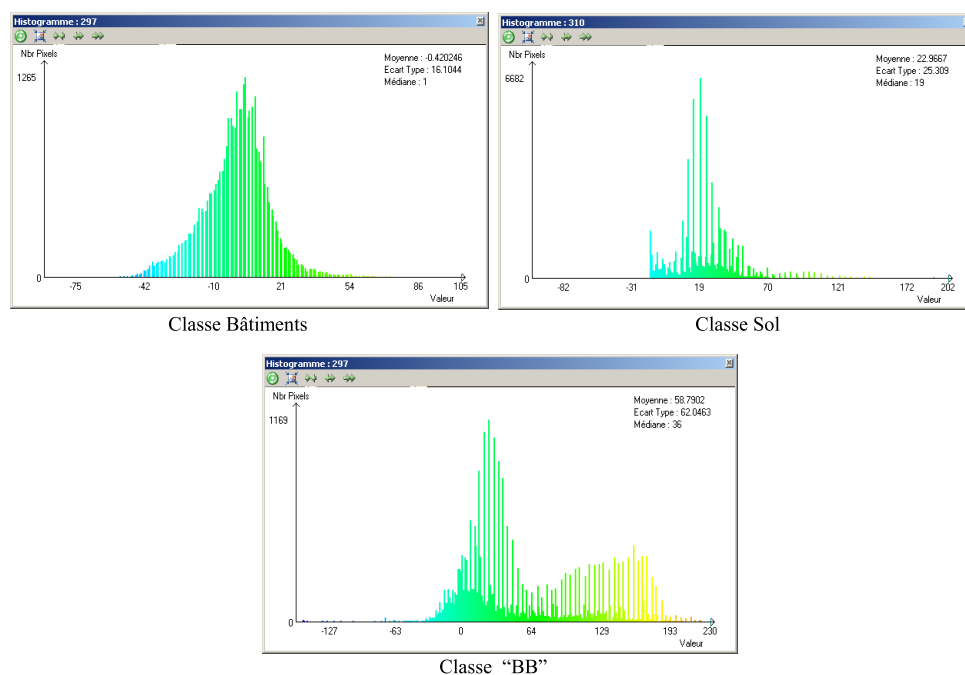 Histogramme : 297
Nbr Pixels
Moyenne : -0.420246
Ecart Type : 16.1044
Médiane : 1
1265
0
-75 -42 -10 21 54 86 105
Valeur
Classe Bâtiments
Histogramme : 310
Nbr Pixels
Moyenne : 22.9667
Ecart Type : 25.309
Médiane : 19
6682
0
-82 -31 19 70 121 172 202
Valeur
Classe Sol
Histogramme : 297
Nbr Pixels
Moyenne : 58.7902
Ecart Type : 62.0463
Médiane : 36
1169
0
-127 -63 0 64 129 193 230
Valeur
Classe “BB”